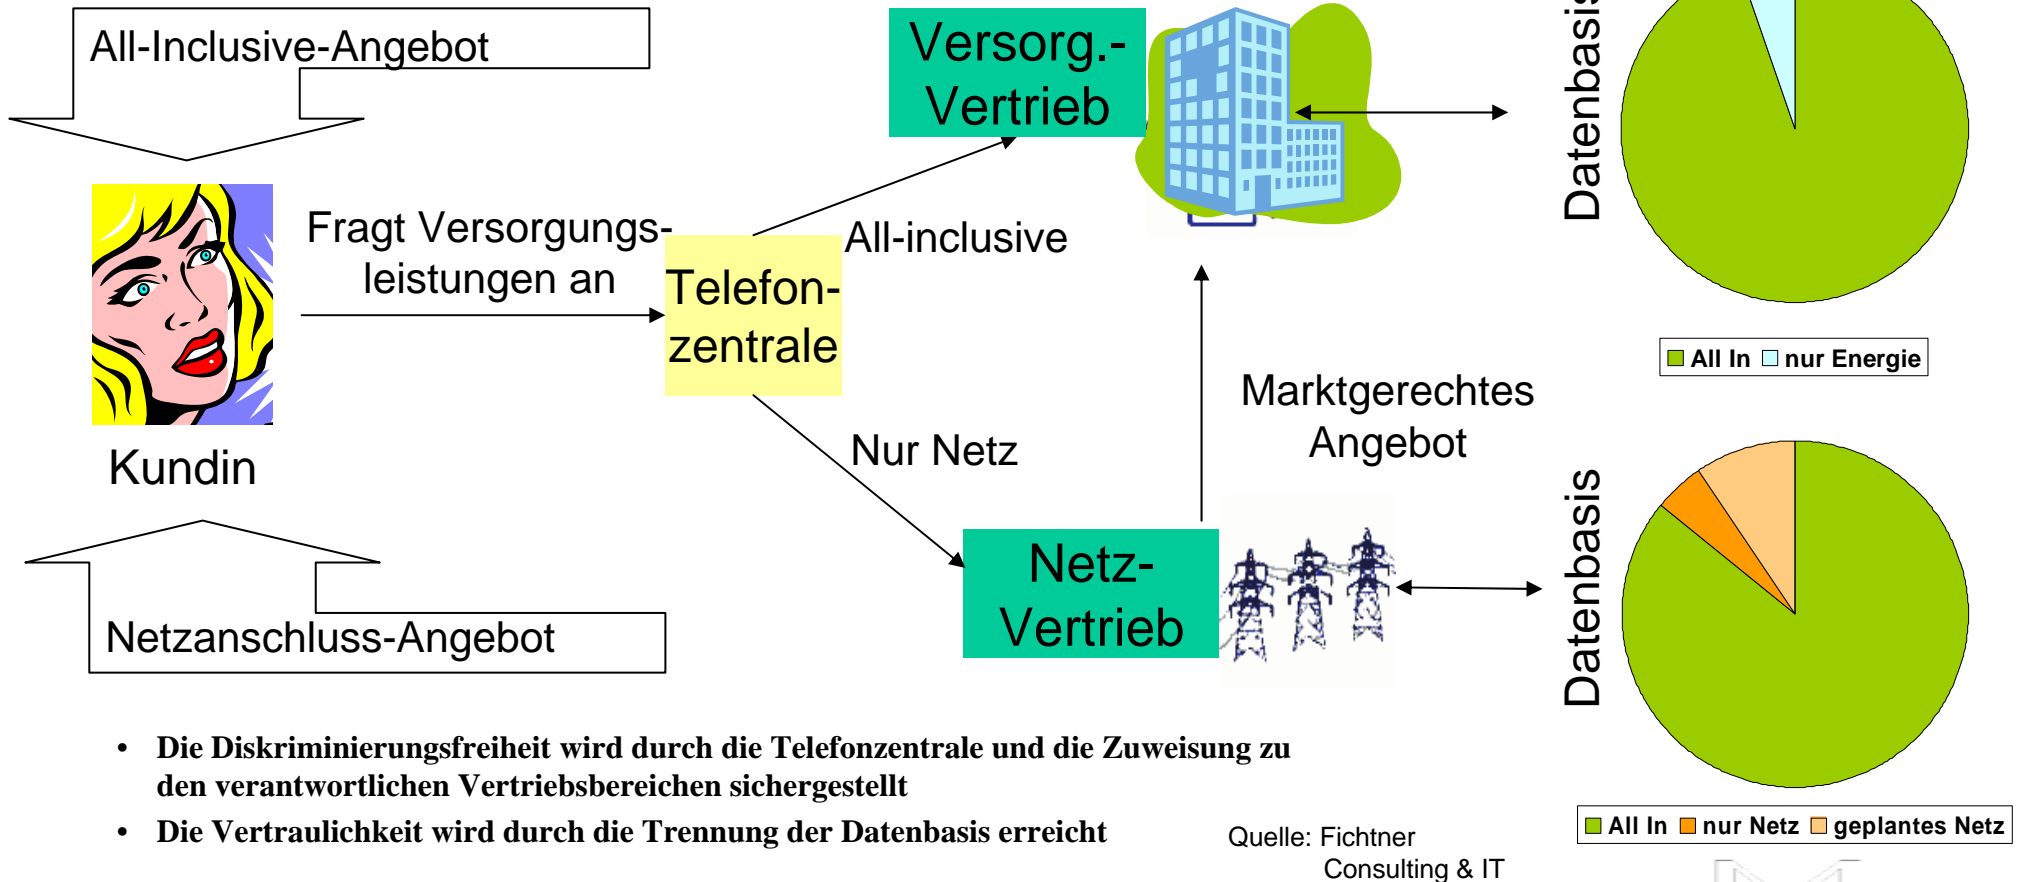 All-Inclusive-Angebot
Versorg.-
Vertrieb
Datenbasis
Fragt Versorgungs-
leistungen an
All-inclusive
Telefon-
zentrale
All In nur Energie
Marktgerechtes
Angebot
Nur Netz
Kundin
Datenbasis
Netz-
Vertrieb
Netzanschluss-Angebot
• Die Diskriminierungsfreiheit wird durch die Telefonzentrale und die Zuweisung zu
den verantwortlichen Vertriebsbereichen sichergestellt
• Die Vertraulichkeit wird durch die Trennung der Datenbasis erreicht
All In nur Netz geplantes Netz
Quelle: Fichtner
Consulting & IT